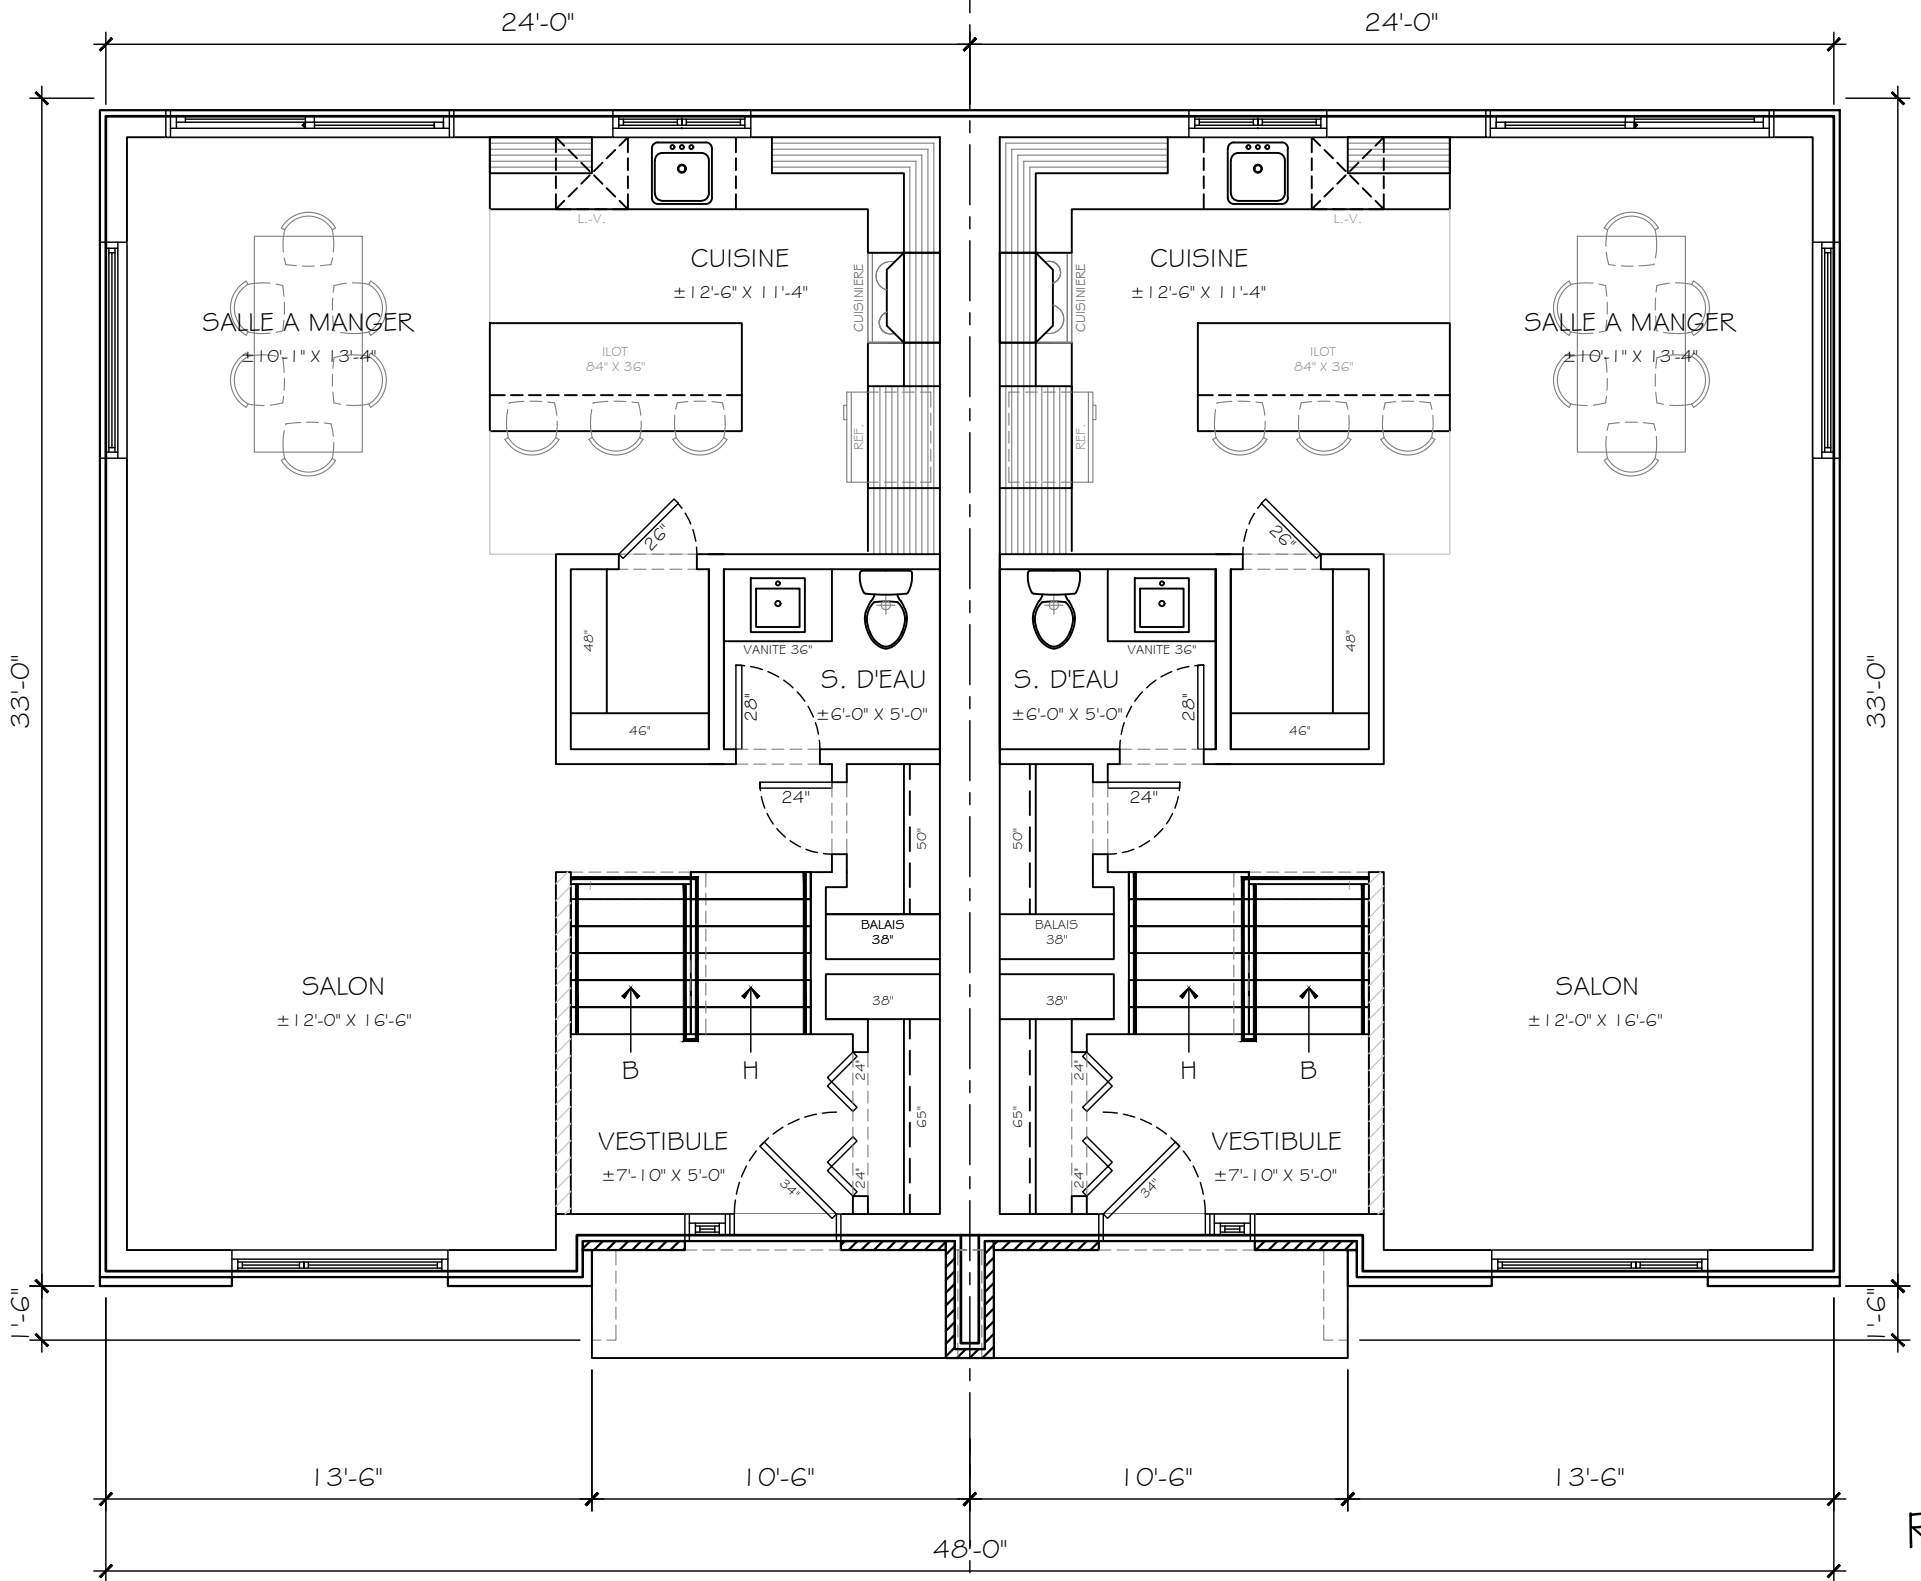 24'-0" 24'-0"
L.-V. L.-V.
CUISINE CUISINE
±12'-6" X 11'-4" ±12'-6" X 11'-4"
CUISINIERE CUISINIERE
SALLE A MANGER SALLE A MANGER
±10'-1" X 13'-4" ±10'-1" X 13'-4"
ILOT ILOT
84" X 36" 84" X 36"
REF. REF.
26" 26"
48" 48"
VANITE 36" VANITE 36"
S. D'EAU S. D'EAU
±6'-0" X 5'-0" ±6'-0" X 5'-0"
28" 28"
33'-0" 33'-0"
46" 46"
24" 24"
50" 50"
BALAIS BALAIS
38" 38"
SALON SALON
38" 38"
±12'-0" X 16'-6" ±12'-0" X 16'-6"
B H H B
24" 24"
65" 65"
VESTIBULE VESTIBULE
±7'-10" X 5'-0" ±7'-10" X 5'-0"
24" 24"
34" 34"
1'-6" 1'-6"
13'-6" 10'-6" 10'-6" 13'-6"
48'-0"